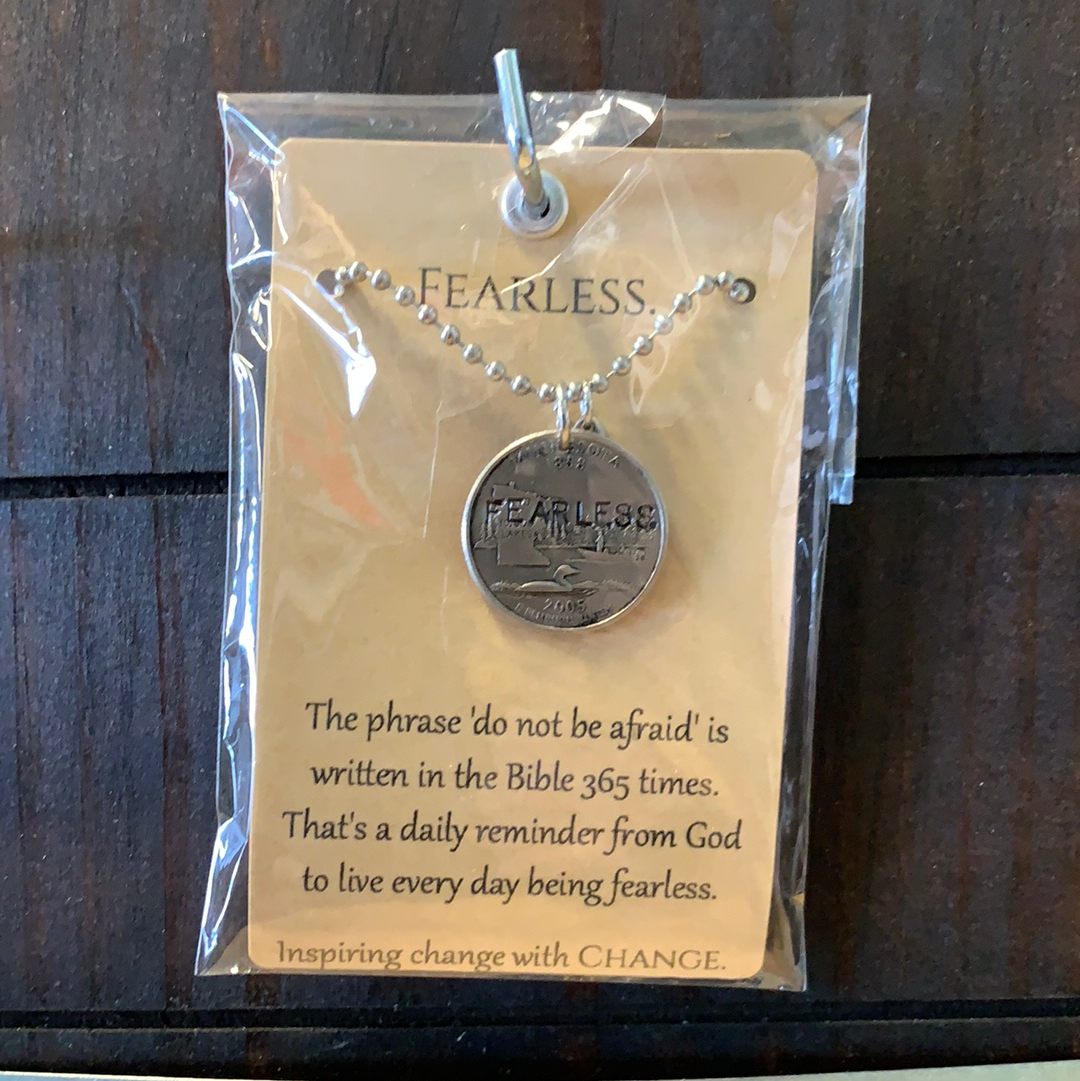 FEARLESS.
FEARLESS.
2005
The phrase 'do not be afraid' is
written in the Bible 365 times.
That's a daily reminder from God
to live every day being fearless.
Inspiring change with CHANGE.